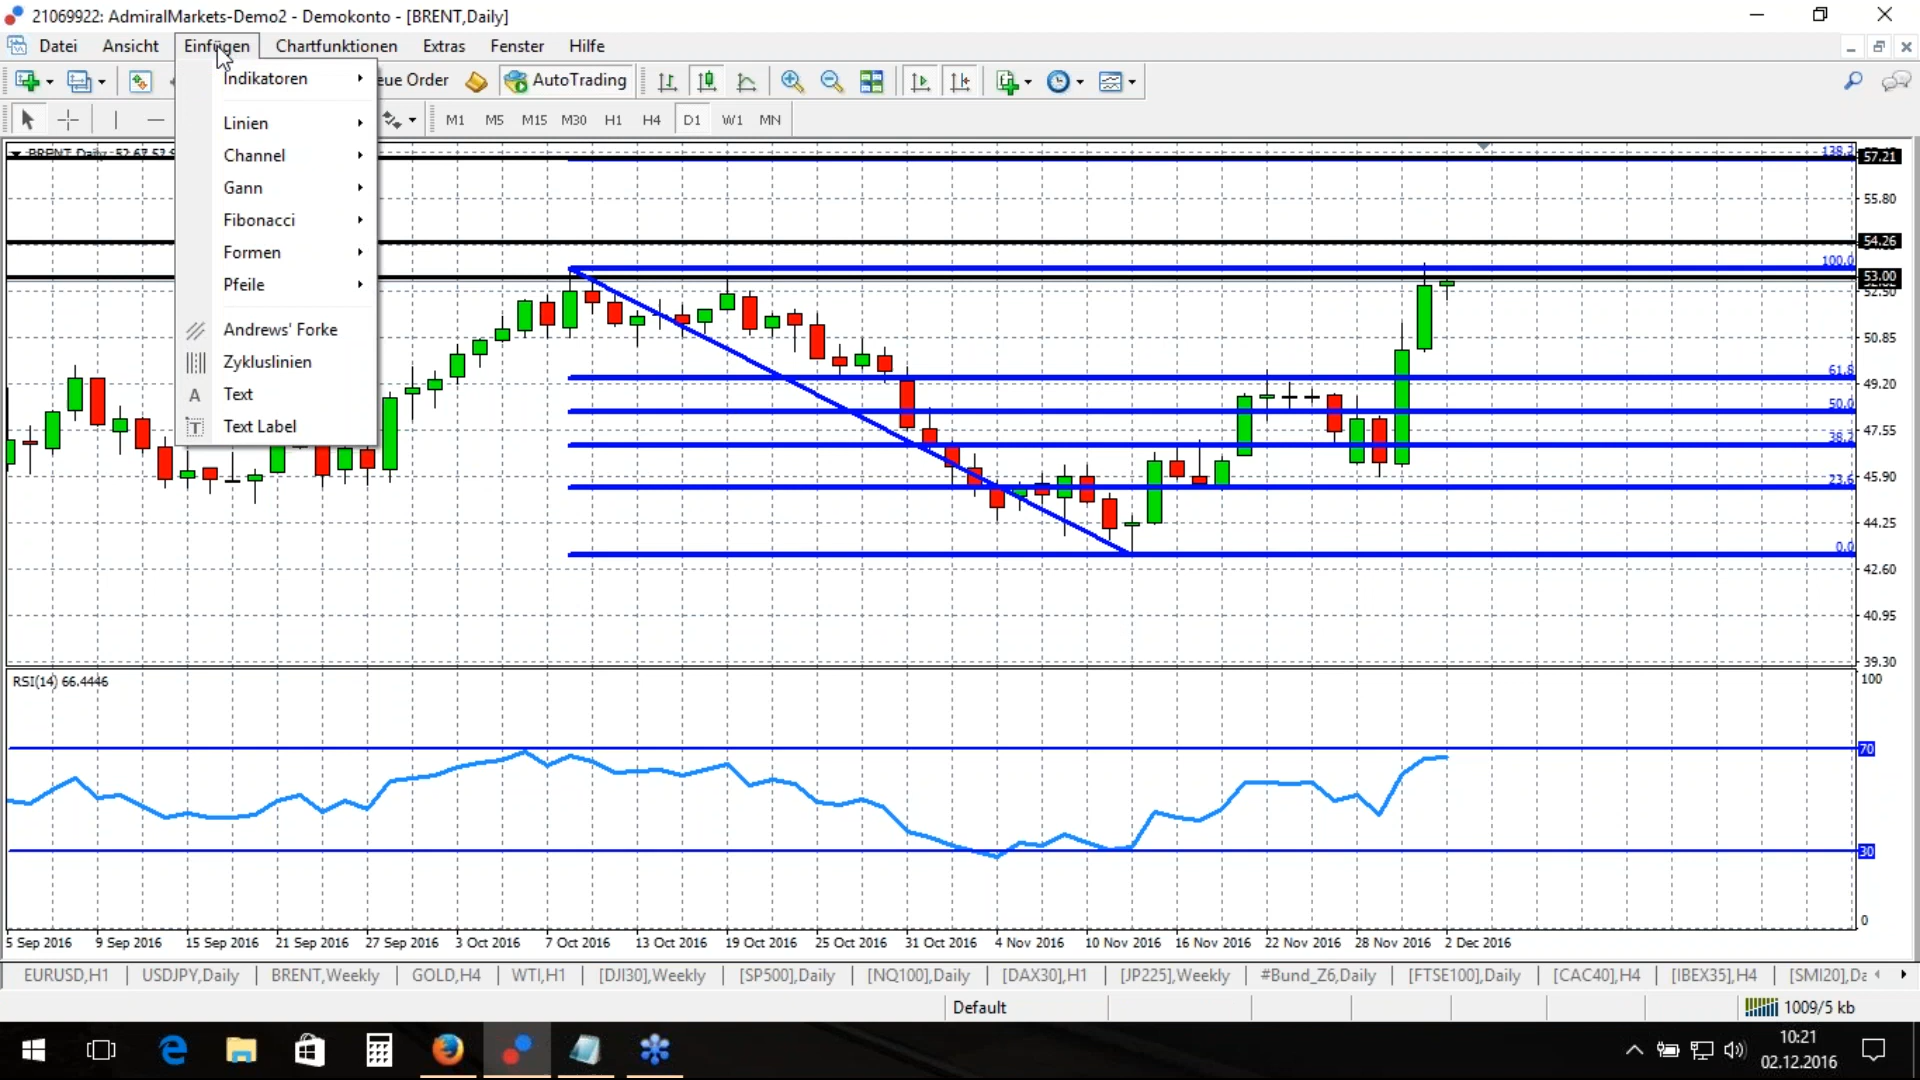 21069922: AdmiralMarkets-Demo2 - Demokonto - [BRENT,Daily]
Datei Ansicht Einfügen Chartfunktionen Extras Fenster Hilfe
eue Order AutoTrading
M1 M5 M15 M30 H1 H4 D1 W1 MN
Indikatoren
Linien
Channel
Gann
Fibonacci
Formen
Pfeile
Andrews' Forke
Zykluslinien
A Text
T Text Label
BRENT,Daily
57.21
55.80
54.26
100.0
53.00
52.50
50.85
61.8
49.20
50.0
47.55
38.2
45.90
23.6
44.25
0.0
42.60
40.95
39.30
RSI(14) 66.4446
100
70
30
0
5 Sep 2016 9 Sep 2016 15 Sep 2016 21 Sep 2016 27 Sep 2016 3 Oct 2016 7 Oct 2016 13 Oct 2016 19 Oct 2016 25 Oct 2016 31 Oct 2016 4 Nov 2016 10 Nov 2016 16 Nov 2016 22 Nov 2016 28 Nov 2016 2 Dec 2016
EURUSD,H1 USDJPY,Daily BRENT,Weekly GOLD,H4 WTI,H1 [DJI30],Weekly [SP500],Daily [NQ100],Daily [DAX30],H1 [JP225],Weekly #Bund_Z6,Daily [FTSE100],Daily [CAC40],H4 [IBEX35],H4 [SMI20],Da
Default 1009/5 kb
10:21
02.12.2016